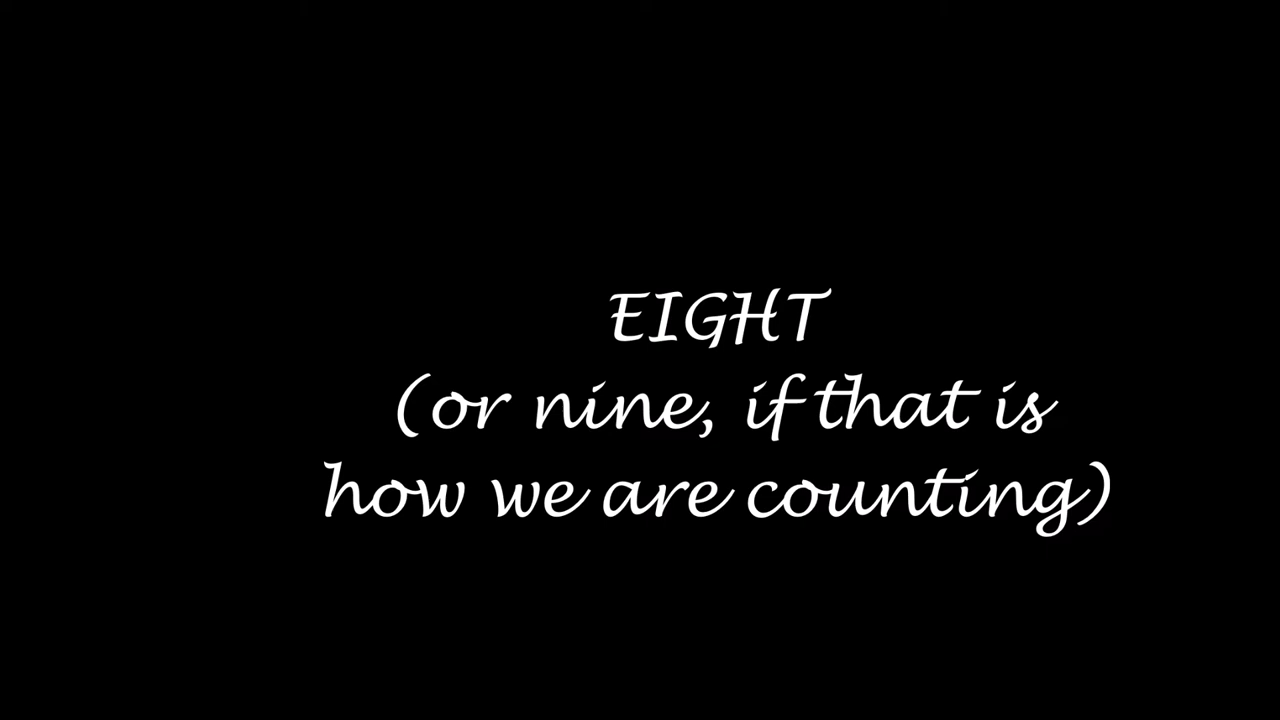 EIGHT
(or nine, if that is
how we are counting)